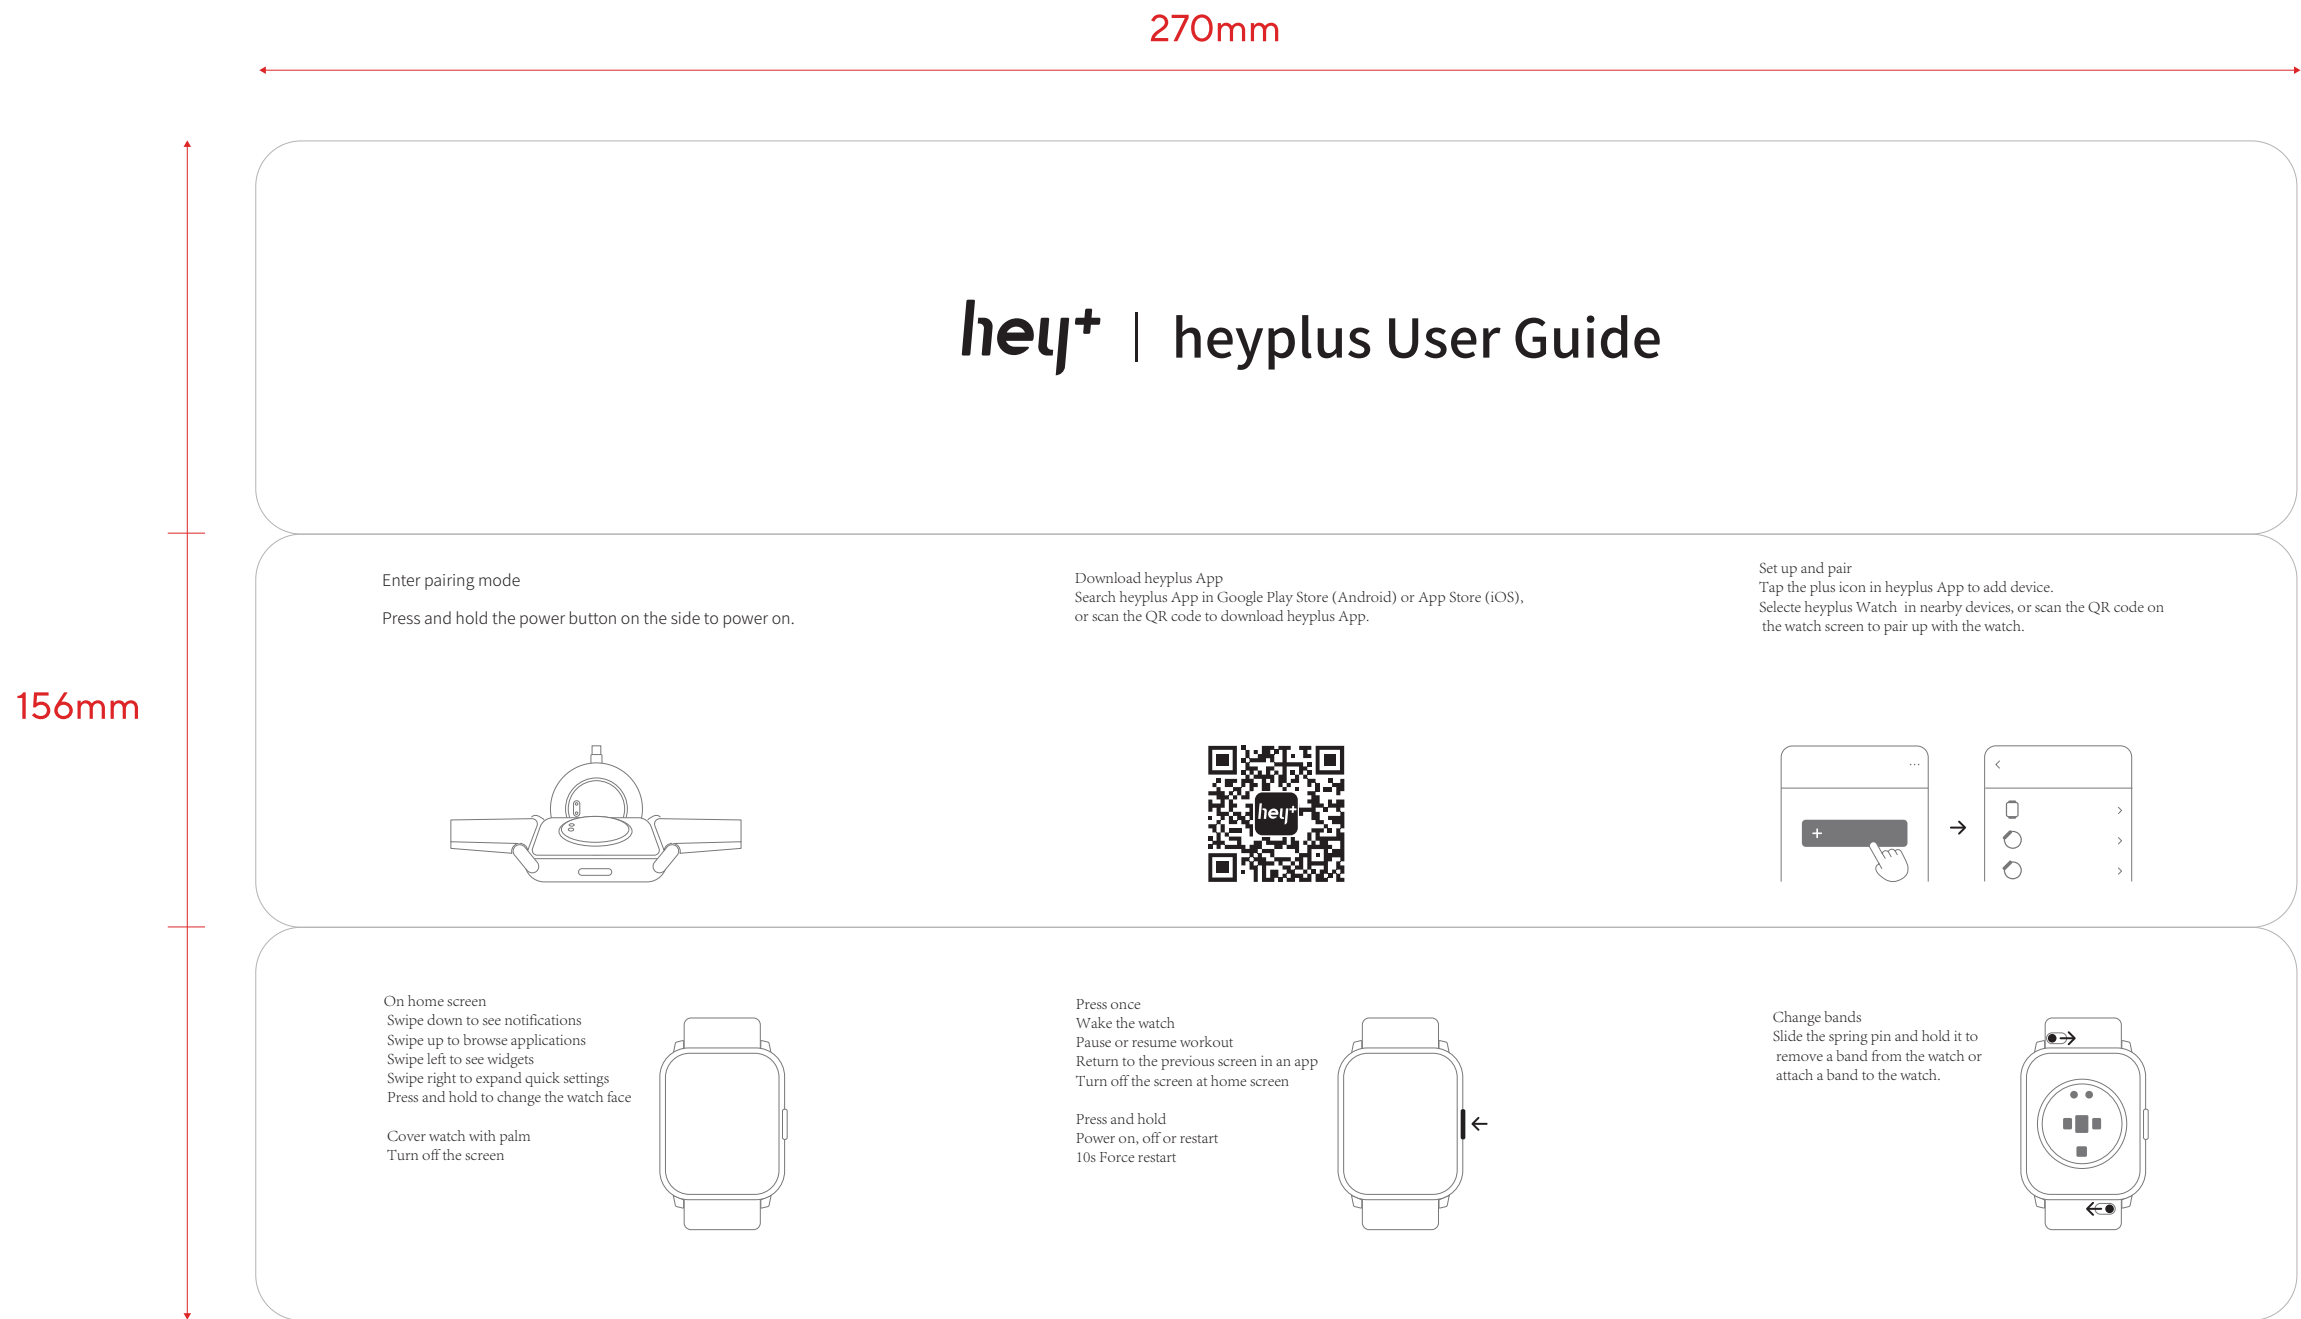 270mm
156mm
hey+ | heyplus User Guide
Enter pairing mode
Press and hold the power button on the side to power on.
Download heyplus App
Search heyplus App in Google Play Store (Android) or App Store (iOS),
or scan the QR code to download heyplus App.
hey+
Set up and pair
Tap the plus icon in heyplus App to add device.
Selecte heyplus Watch in nearby devices, or scan the QR code on
the watch screen to pair up with the watch.
On home screen
Swipe down to see notifications
Swipe up to browse applications
Swipe left to see widgets
Swipe right to expand quick settings
Press and hold to change the watch face
Cover watch with palm
Turn off the screen
Press once
Wake the watch
Pause or resume workout
Return to the previous screen in an app
Turn off the screen at home screen
Press and hold
Power on, off or restart
10s Force restart
Change bands
Slide the spring pin and hold it to
remove a band from the watch or
attach a band to the watch.